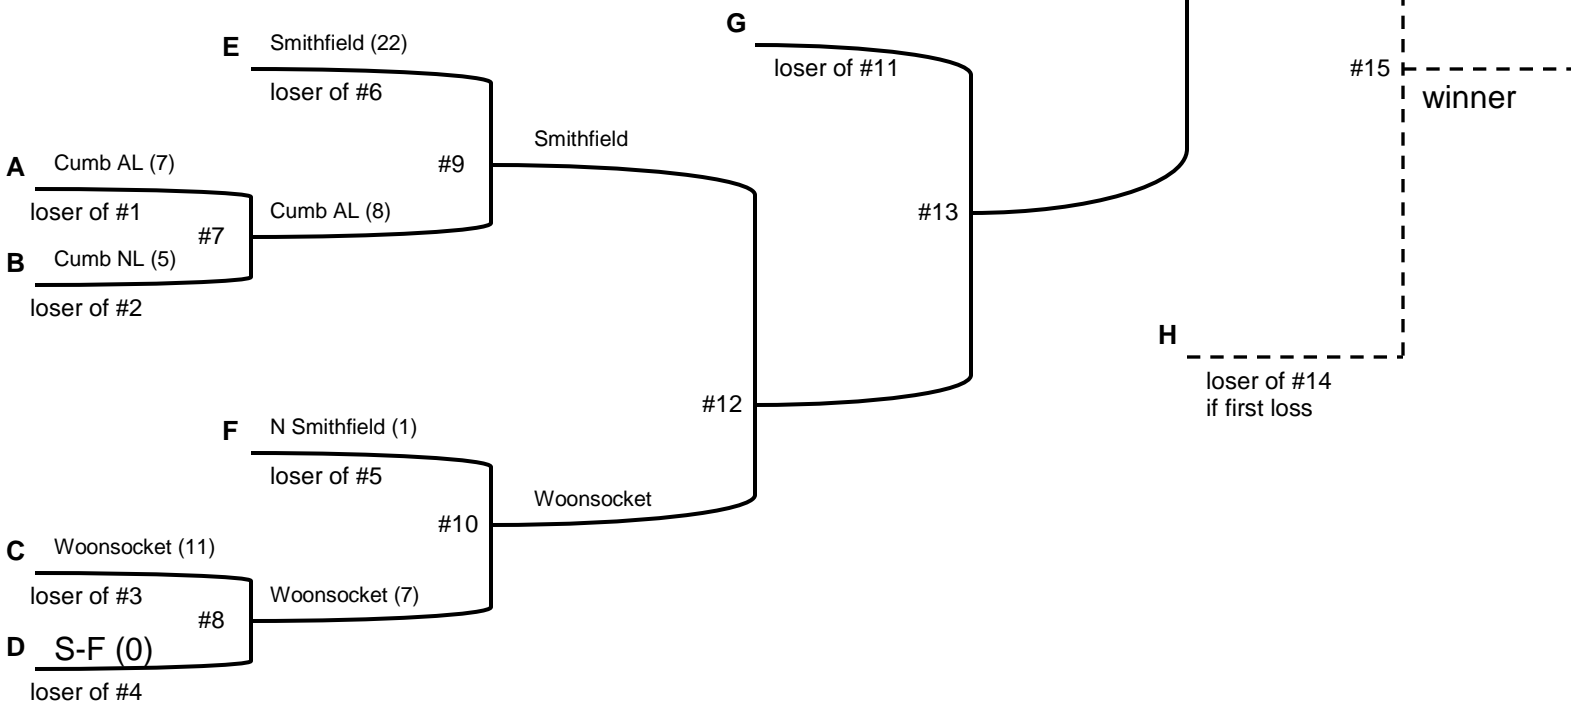 G
E
Smithfield (22)
loser of #11
#15
loser of #6
winner
Smithfield
A
Cumb AL (7)
#9
loser of #1
Cumb AL (8)
#13
#7
B
Cumb NL (5)
loser of #2
H
loser of #14
if first loss
#12
F
N Smithfield (1)
loser of #5
Woonsocket
#10
C
Woonsocket (11)
loser of #3
Woonsocket (7)
#8
D
S-F (0)
loser of #4